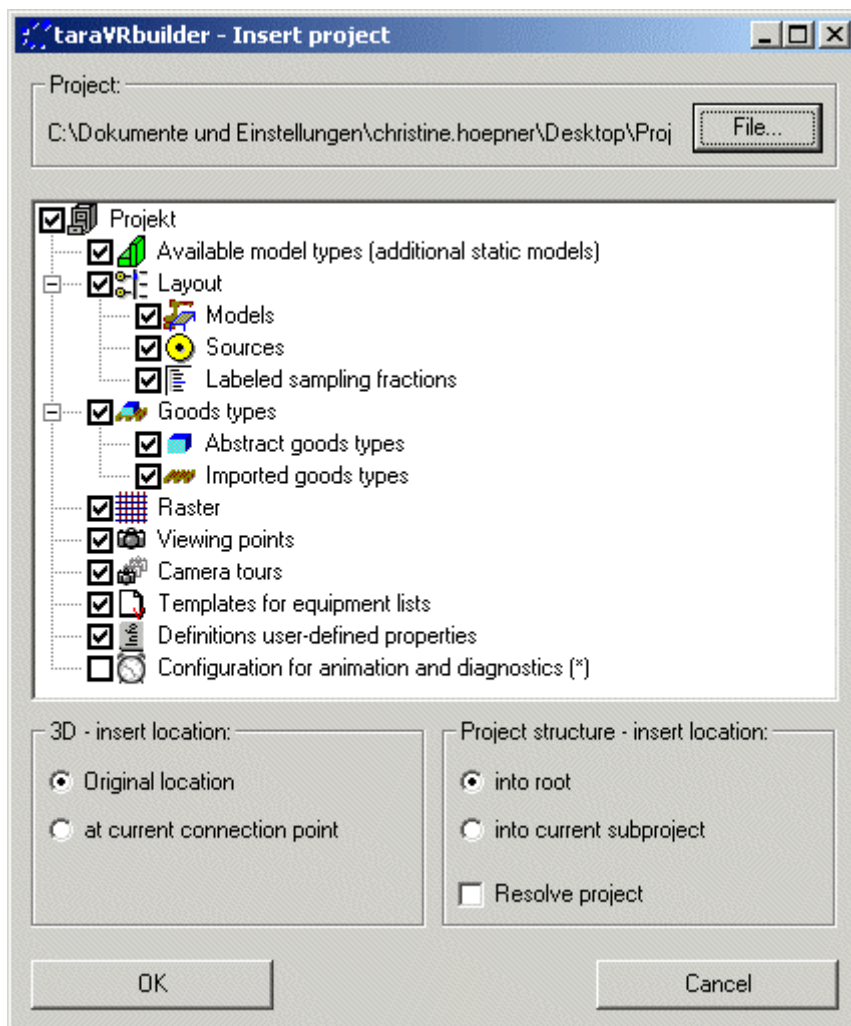 taraVRbuilder - Insert project
Project:
C:\Dokumente und Einstellungen\christine.hoepner\Desktop\Proj
File...
Projekt
Available model types (additional static models)
Layout
Models
Sources
Labeled sampling fractions
Goods types
Abstract goods types
Imported goods types
Raster
Viewing points
Camera tours
Templates for equipment lists
Definitions user-defined properties
Configuration for animation and diagnostics (*)
3D - insert location:
Original location
at current connection point
Project structure - insert location:
into root
into current subproject
Resolve project
OK
Cancel